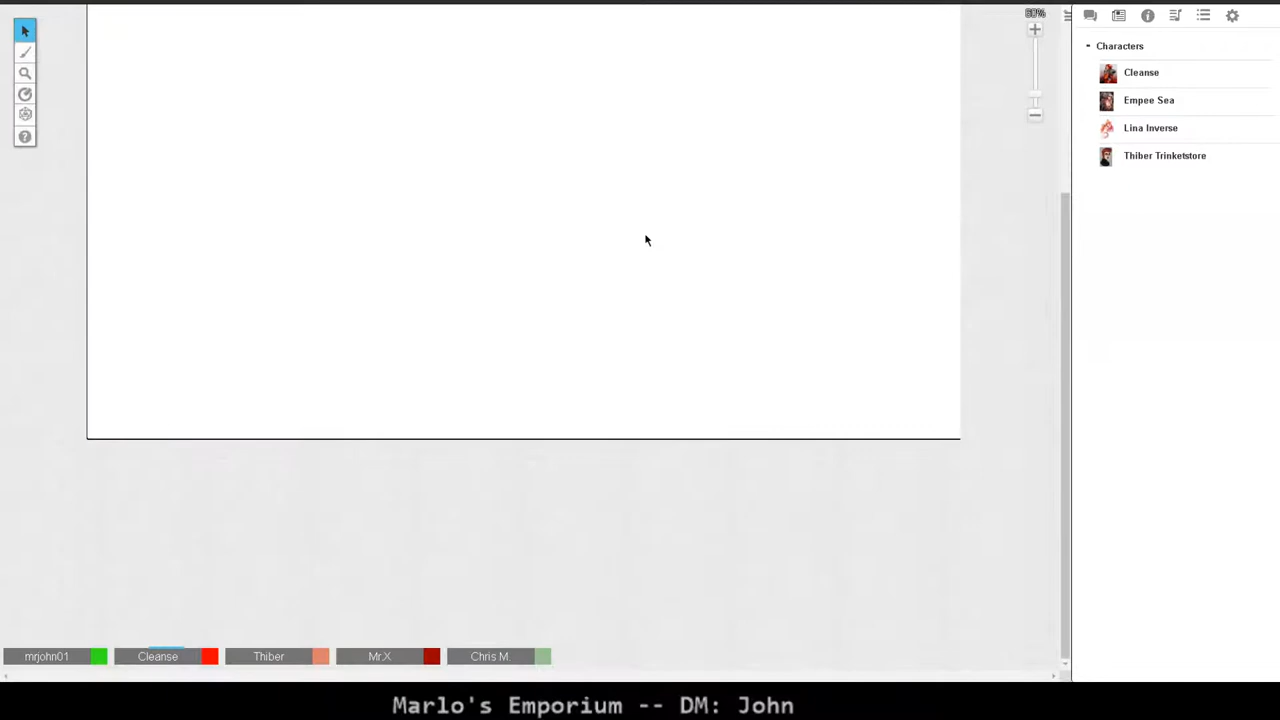 80%
Characters
Cleanse
Empee Sea
Lina Inverse
Thiber Trinketstore
mrjohn01
Cleanse
Thiber
Mr.X
Chris M.
Marlo's Emporium -- DM: John